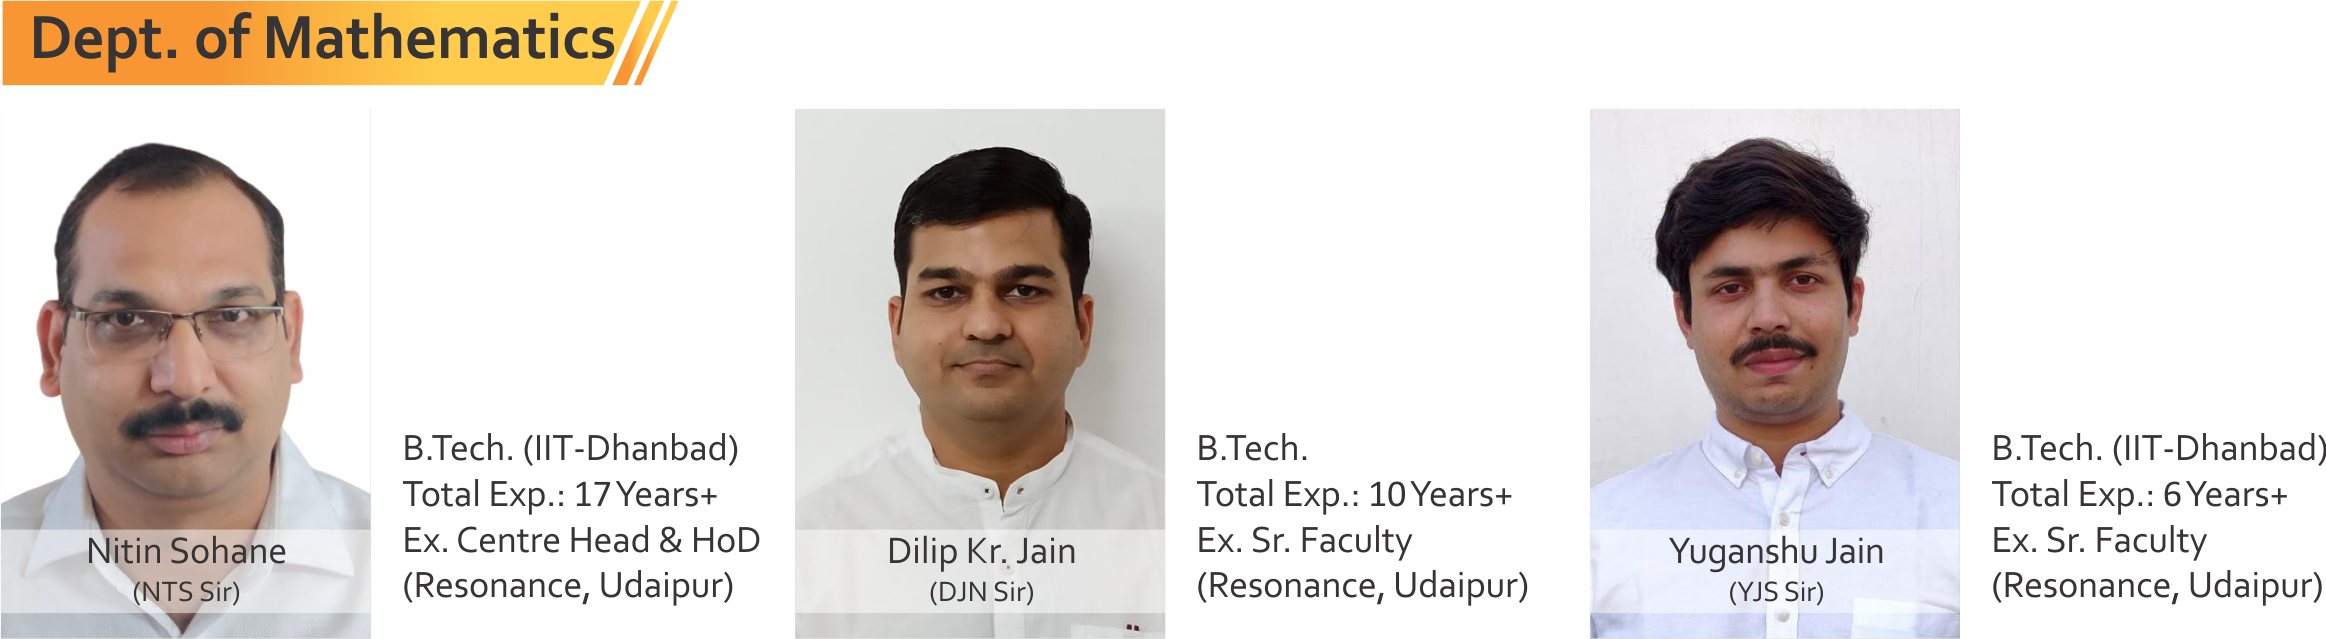 Dept. of Mathematics
Nitin Sohane
(NTS Sir)
B.Tech. (IIT-Dhanbad)
Total Exp.: 17 Years+
Ex. Centre Head & HoD
(Resonance, Udaipur)
Dilip Kr. Jain
(DJN Sir)
B.Tech.
Total Exp.: 10 Years+
Ex. Sr. Faculty
(Resonance, Udaipur)
Yuganshu Jain
(YJS Sir)
B.Tech. (IIT-Dhanbad)
Total Exp.: 6 Years+
Ex. Sr. Faculty
(Resonance, Udaipur)